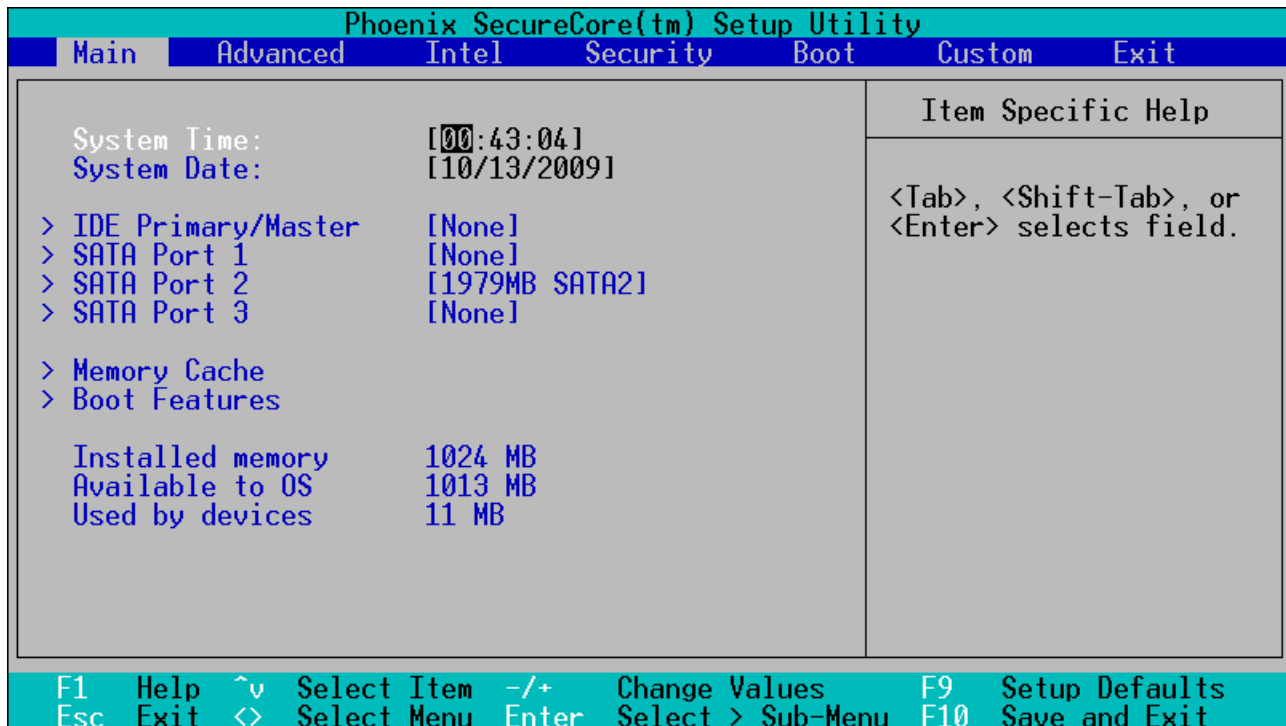 Phoenix SecureCore(tm) Setup Utility
Main Advanced Intel Security Boot Custom Exit
System Time: [00:43:04]
System Date: [10/13/2009]
> IDE Primary/Master [None]
> SATA Port 1 [None]
> SATA Port 2 [1979MB SATA2]
> SATA Port 3 [None]
> Memory Cache
> Boot Features
Installed memory 1024 MB
Available to OS 1013 MB
Used by devices 11 MB
Item Specific Help
<Tab>, <Shift-Tab>, or
<Enter> selects field.
F1 Help ^v Select Item -/+ Change Values F9 Setup Defaults
Esc Exit <> Select Menu Enter Select > Sub-Menu F10 Save and Exit